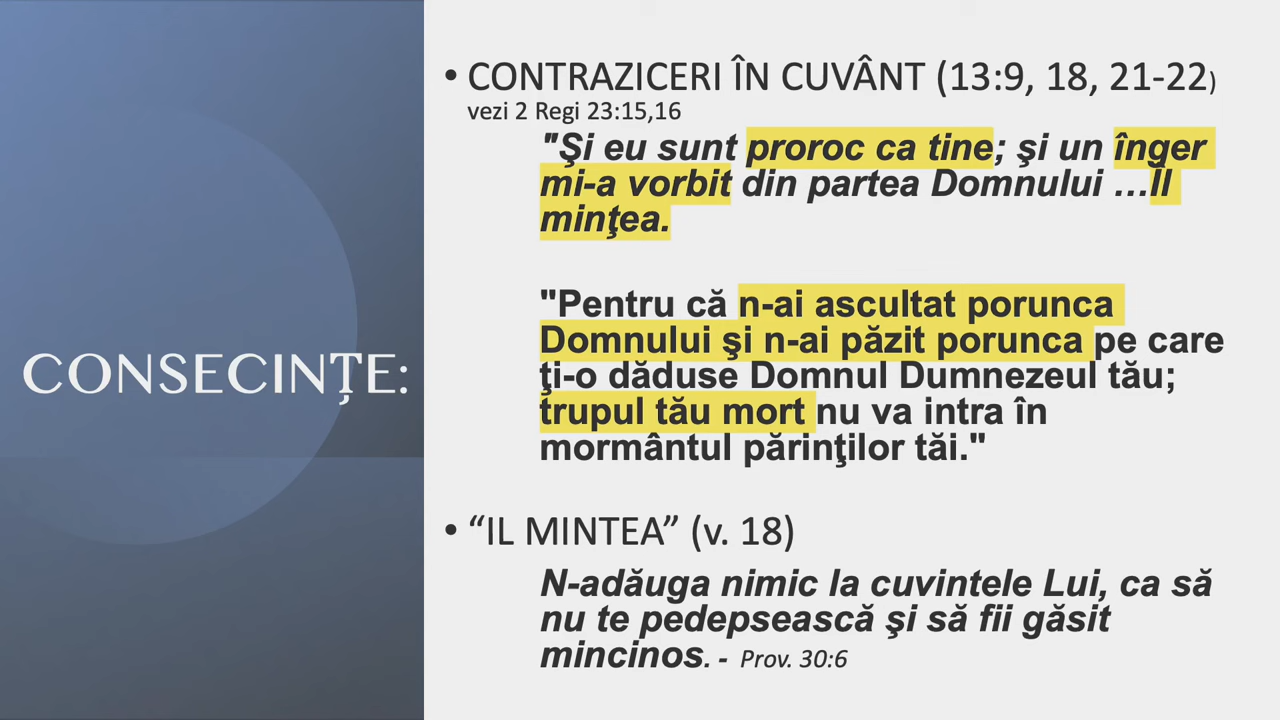 CONSECINȚE:
• CONTRAZICERI ÎN CUVÂNT (13:9, 18, 21-22)
vezi 2 Regi 23:15,16
"Şi eu sunt proroc ca tine; şi un înger
mi-a vorbit din partea Domnului …Îl
minţea.
"Pentru că n-ai ascultat porunca
Domnului şi n-ai păzit porunca pe care
ţi-o dăduse Domnul Dumnezeul tău;
trupul tău mort nu va intra în
mormântul părinţilor tăi."
• “IL MINTEA” (v. 18)
N-adăuga nimic la cuvintele Lui, ca să
nu te pedepsească şi să fii găsit
mincinos. - Prov. 30:6